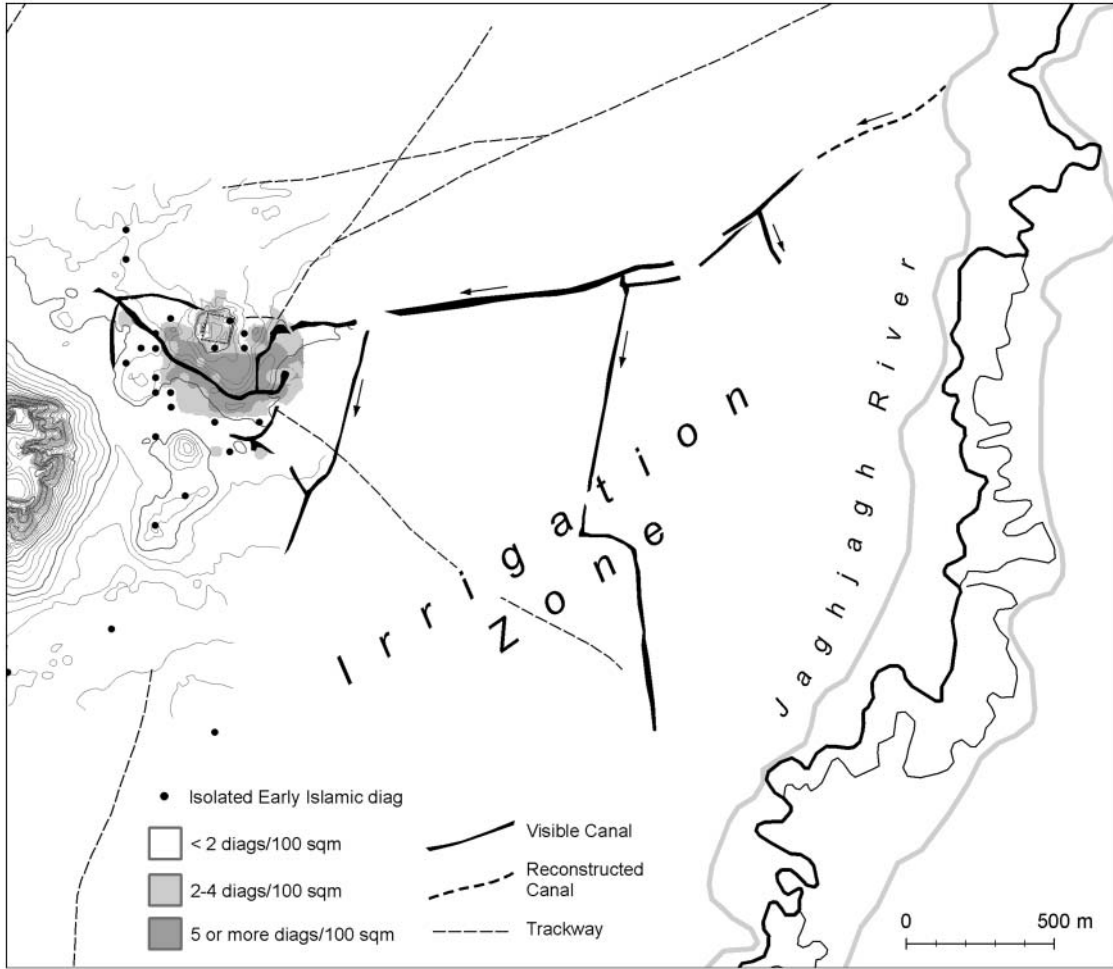 Irrigation
Zone
Jaghjagh River
Isolated Early Islamic diag
< 2 diags/100 sqm
2-4 diags/100 sqm
5 or more diags/100 sqm
Visible Canal
Reconstructed
Canal
Trackway
0 500 m